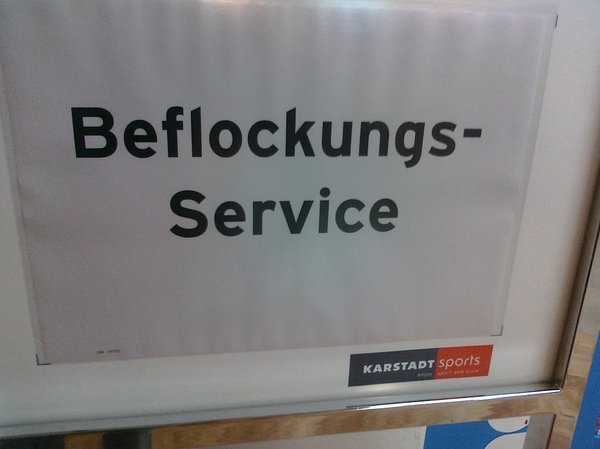 Beflockungs-
Service
KARSTADT sports